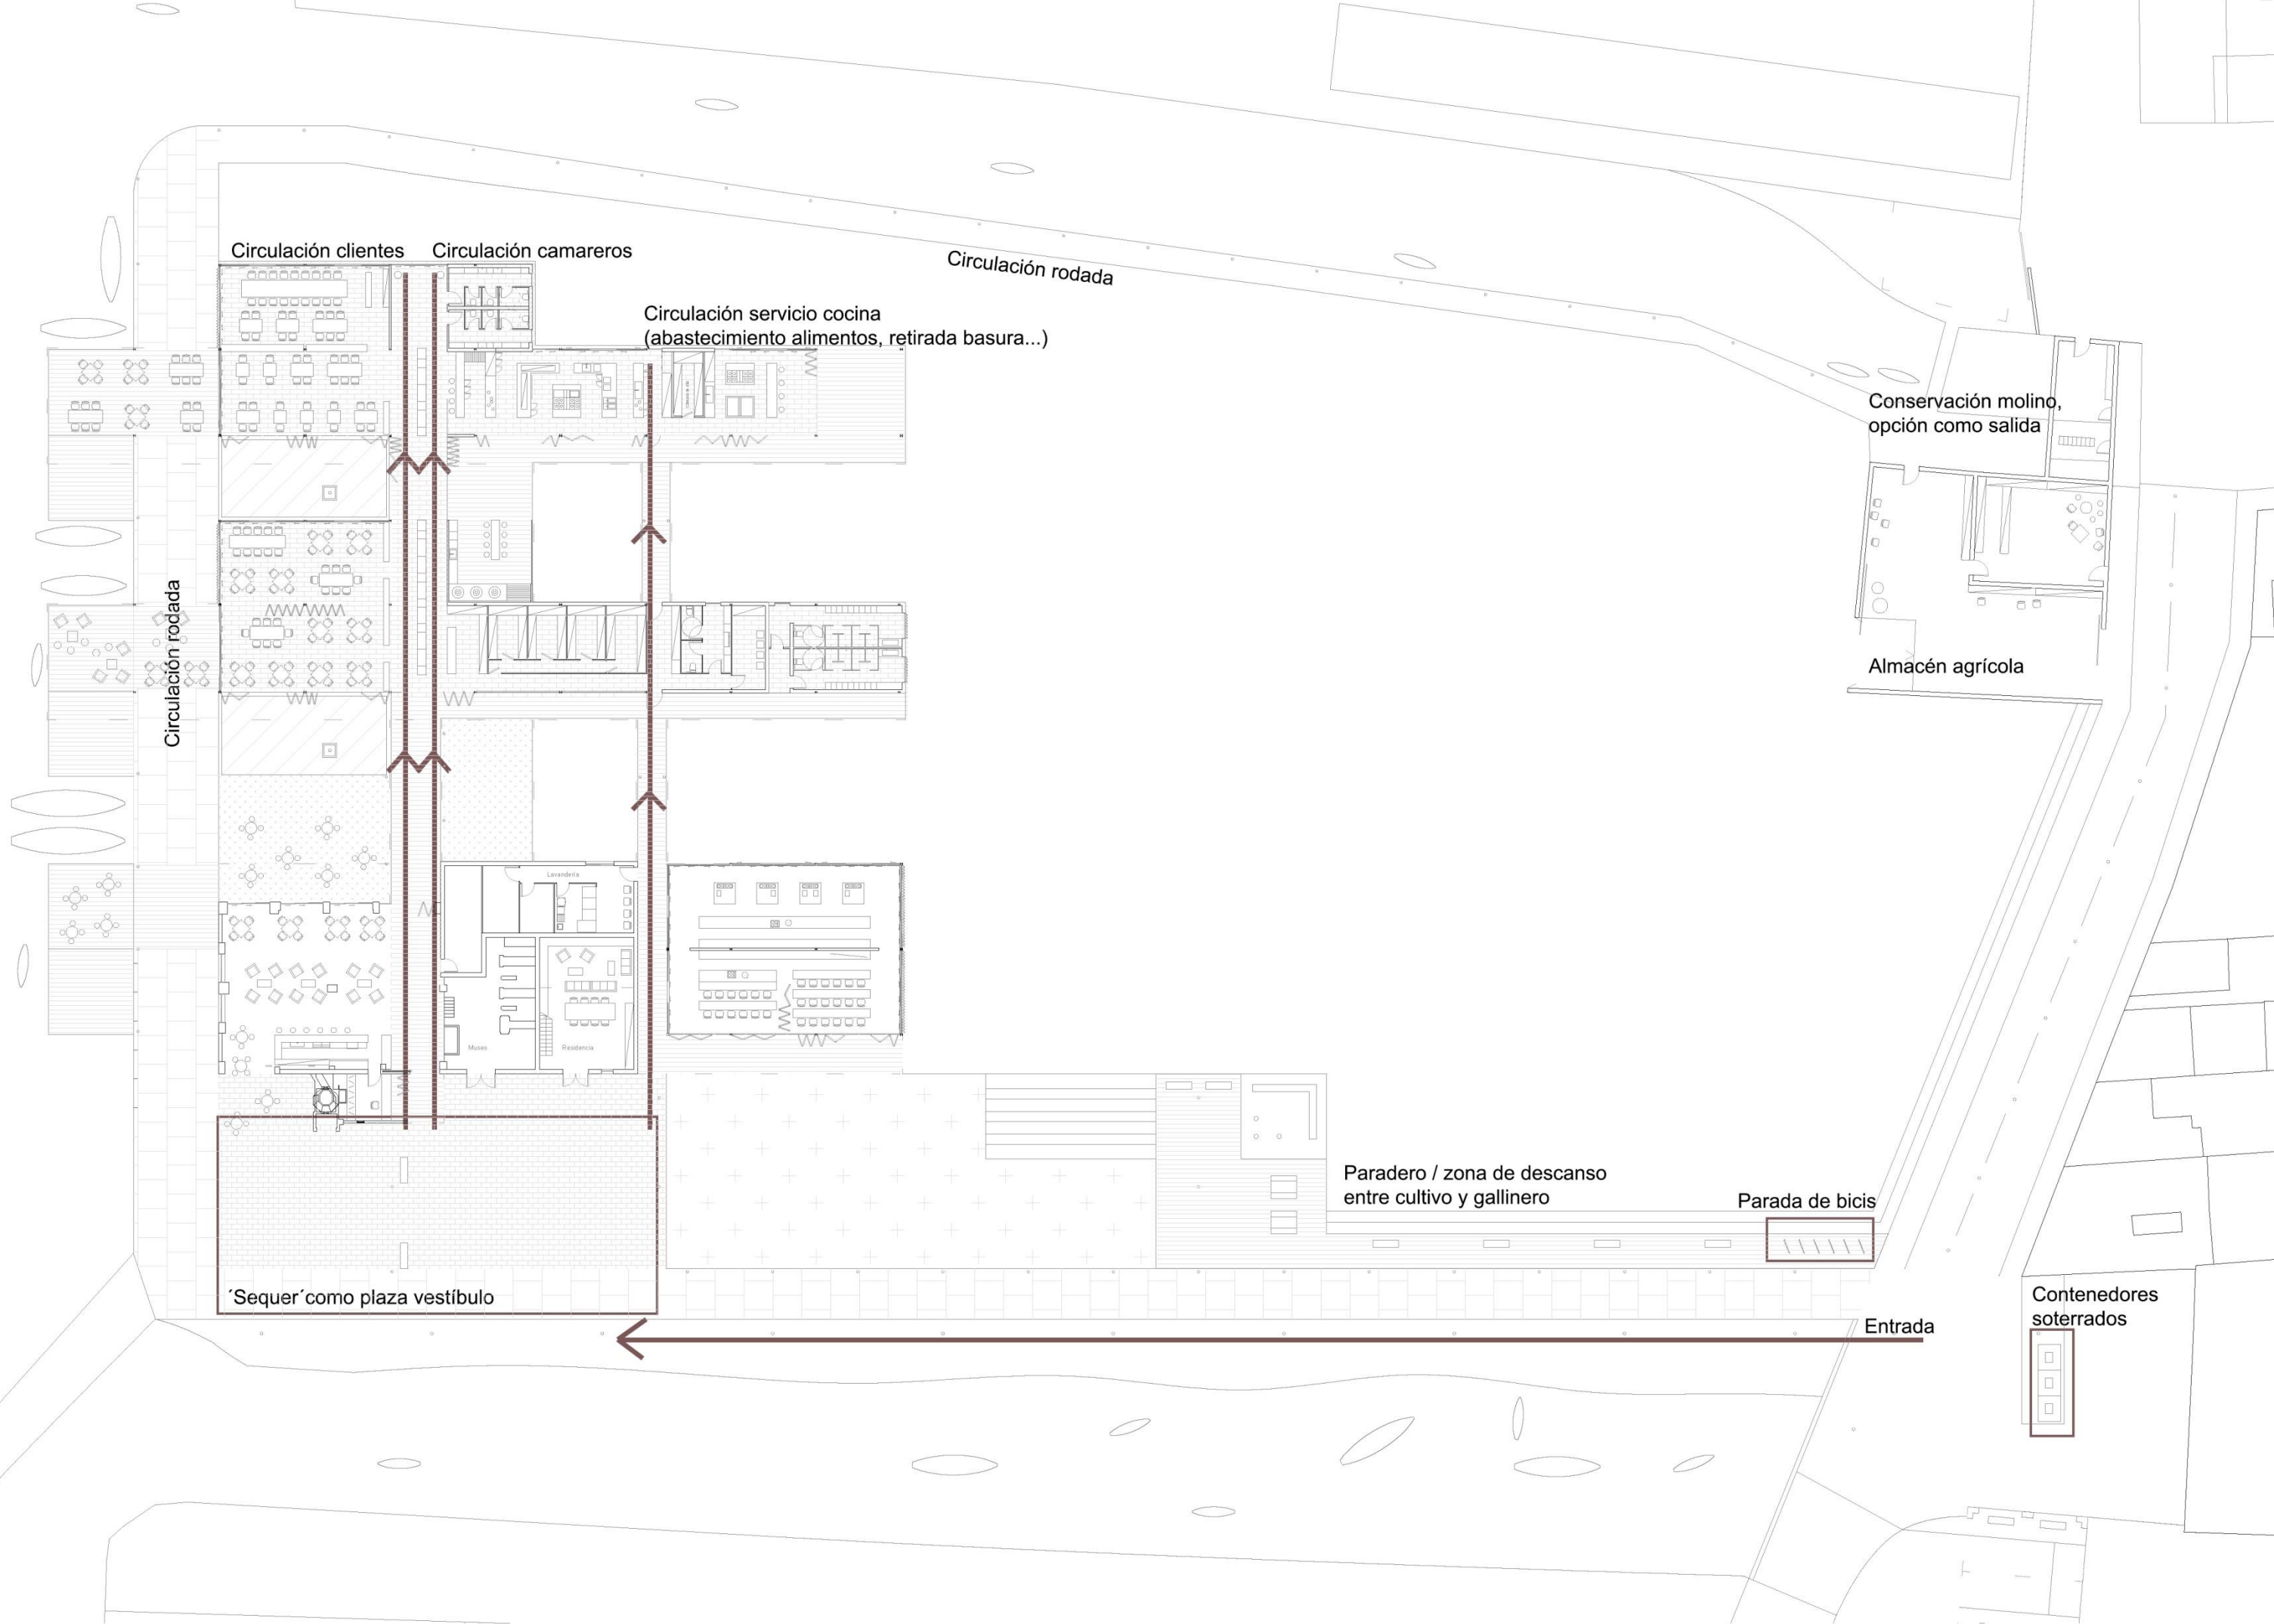 Circulación clientes
Circulación camareros
Circulación rodada
Circulación servicio cocina
(abastecimiento alimentos, retirada basura...)
Conservación molino,
opción como salida
Circulación rodada
Almacén agrícola
Lavandería
Museo
Residencia
Paradero / zona de descanso
entre cultivo y gallinero
Parada de bicis
´Sequer´como plaza vestíbulo
Entrada
Contenedores
soterrados